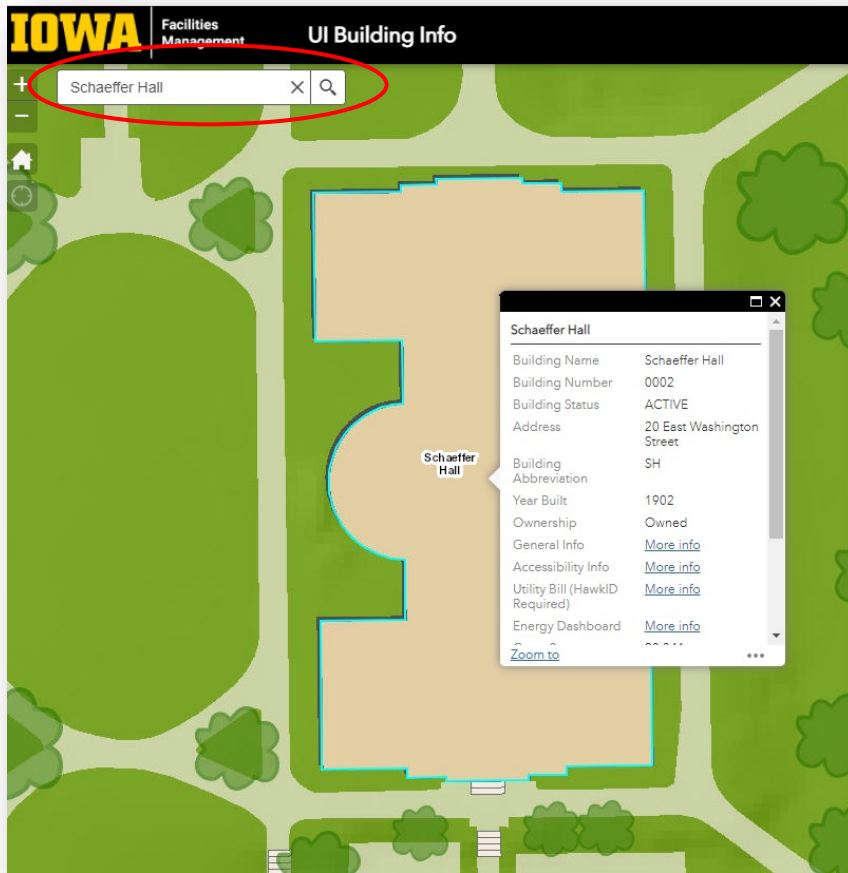 IOWA
Facilities
Management
UI Building Info
+
Schaeffer Hall
−
Schaeffer
Hall
Schaeffer Hall
Building Name Schaeffer Hall
Building Number 0002
Building Status ACTIVE
Address 20 East Washington
Street
Building SH
Abbreviation
Year Built 1902
Ownership Owned
General Info More info
Accessibility Info More info
Utility Bill (HawkID More info
Required)
Energy Dashboard More info
Zoom to